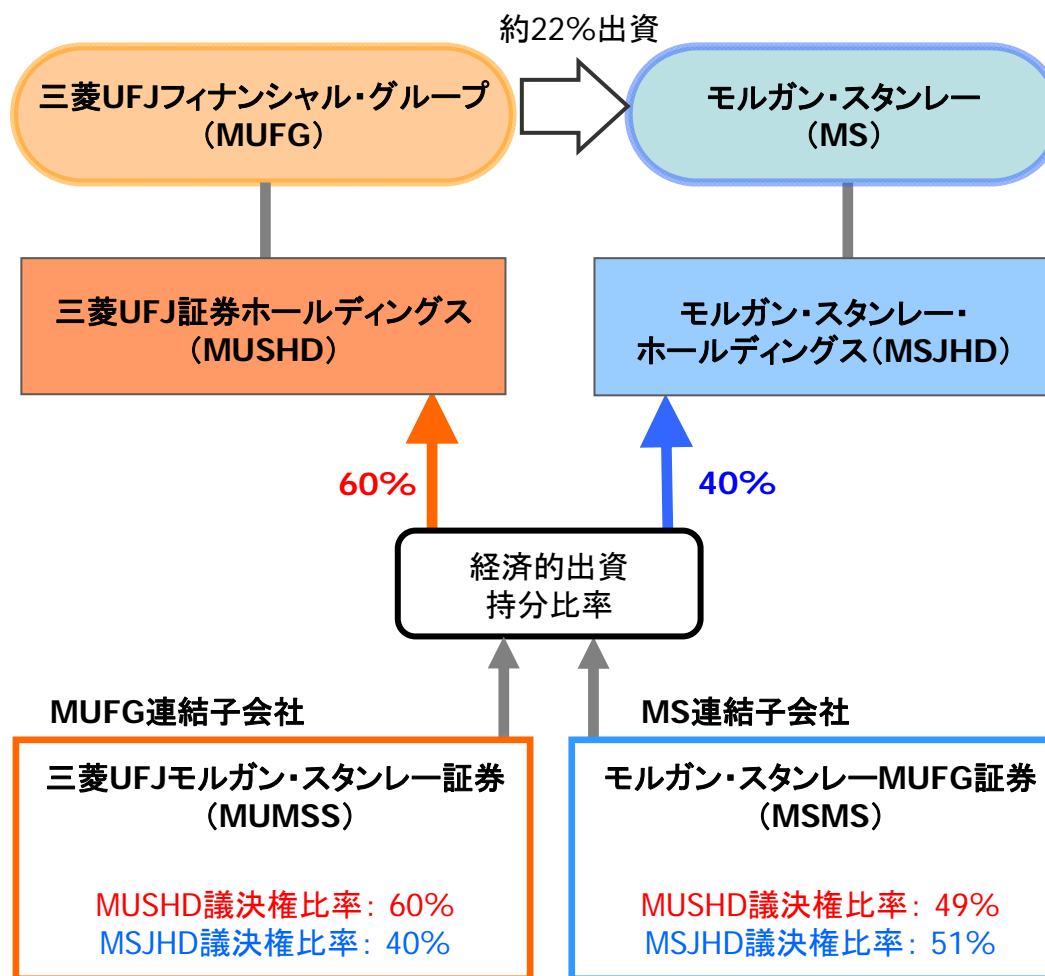 約22%出資
三菱UFJフィナンシャル・グループ
（MUFG）
モルガン・スタンレー
（MS）
三菱UFJ証券ホールディングス
（MUSHD）
モルガン・スタンレー・
ホールディングス（MSJHD）
60%
40%
経済的出資
持分比率
MUFG連結子会社
三菱UFJモルガン・スタンレー証券
（MUMSS）
MUSHD議決権比率： 60%
MSJHD議決権比率： 40%
MS連結子会社
モルガン・スタンレーMUFG証券
（MSMS）
MUSHD議決権比率： 49%
MSJHD議決権比率： 51%